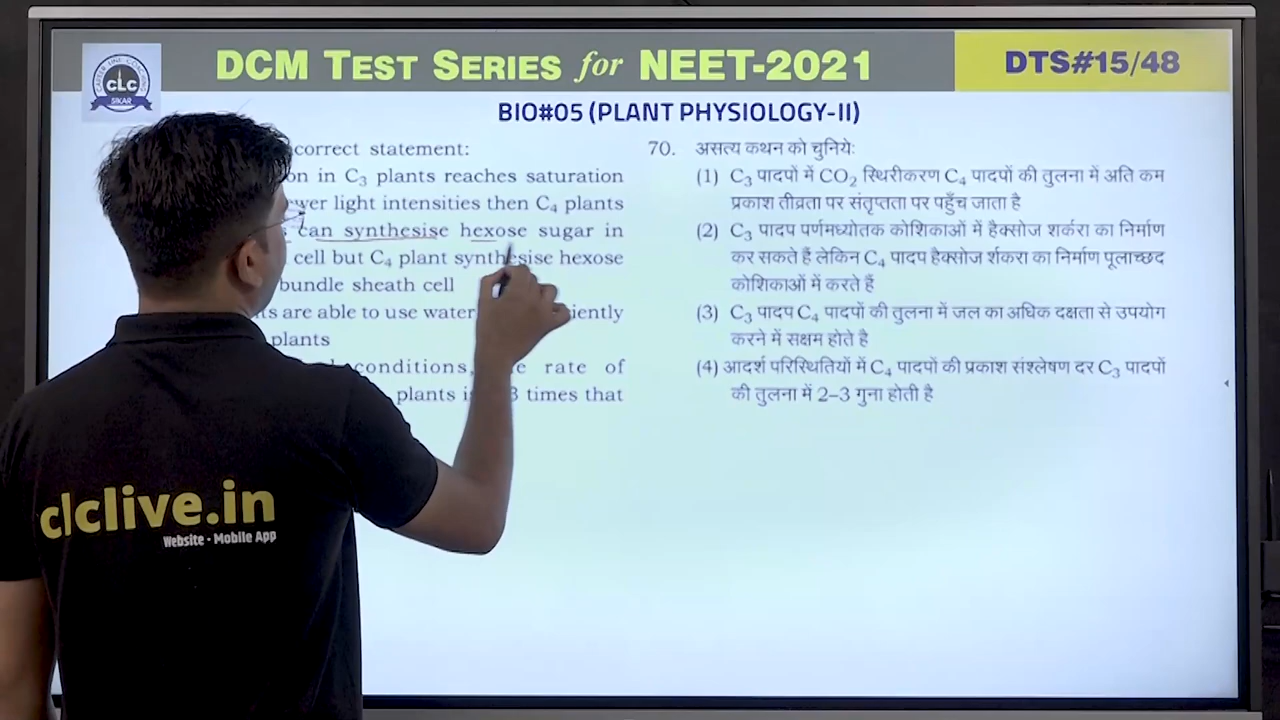 DCM TEST SERIES for NEET-2021
DTS#15/48
CLC
SIKAR
BIO#05 (PLANT PHYSIOLOGY-II)
correct statement:
on in C₃ plants reaches saturation
wer light intensities then C₄ plants
can synthesise hexose sugar in
cell but C₄ plant synthesise hexose
bundle sheath cell
ts are able to use water iently
plants
conditions, e rate of
plants is 3 times that
70. असत्य कथन को चुनिये:
(1) C₃ पादपों में CO₂ स्थिरीकरण C₄ पादपों की तुलना में अति कम
प्रकाश तीव्रता पर संतृप्तता पर पहुँच जाता है
(2) C₃ पादप पर्णमध्योतक कोशिकाओं में हैक्सोज शर्करा का निर्माण
कर सकते हैं लेकिन C₄ पादप हैक्सोज र्शकरा का निर्माण पूलाच्छद
कोशिकाओं में करते हैं
(3) C₃ पादप C₄ पादपों की तुलना में जल का अधिक दक्षता से उपयोग
करने में सक्षम होते है
(4) आदर्श परिस्थितियों में C₄ पादपों की प्रकाश संश्लेषण दर C₃ पादपों
की तुलना में 2–3 गुना होती है
clclive.in
Website - Mobile App